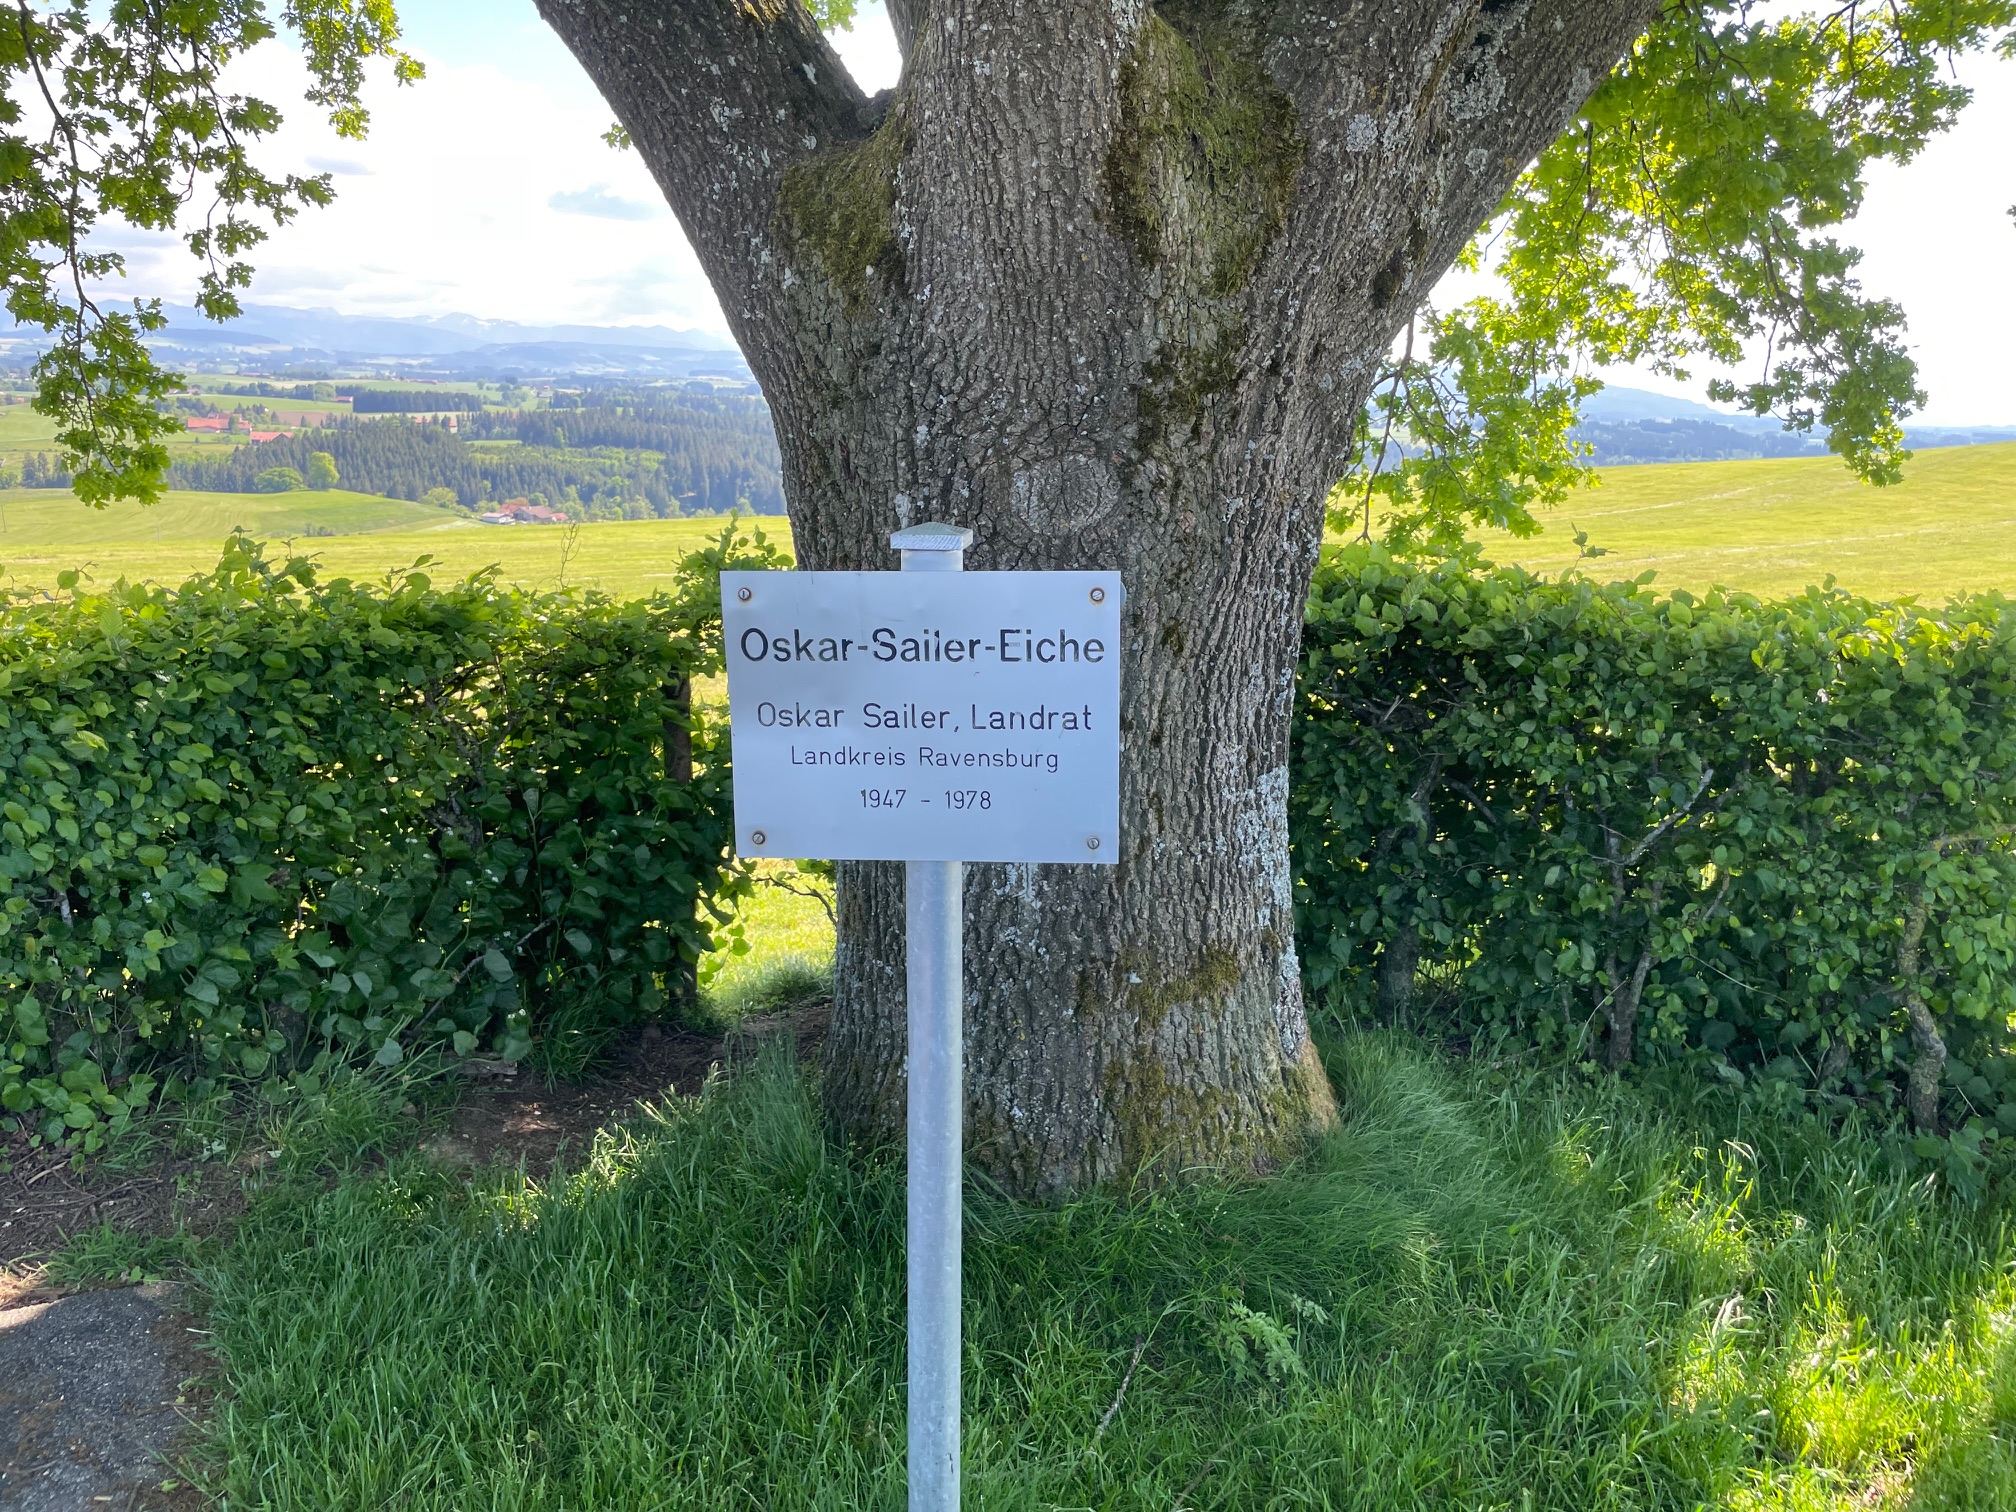 Oskar-Sailer-Eiche
Oskar Sailer, Landrat
Landkreis Ravensburg
1947 - 1978